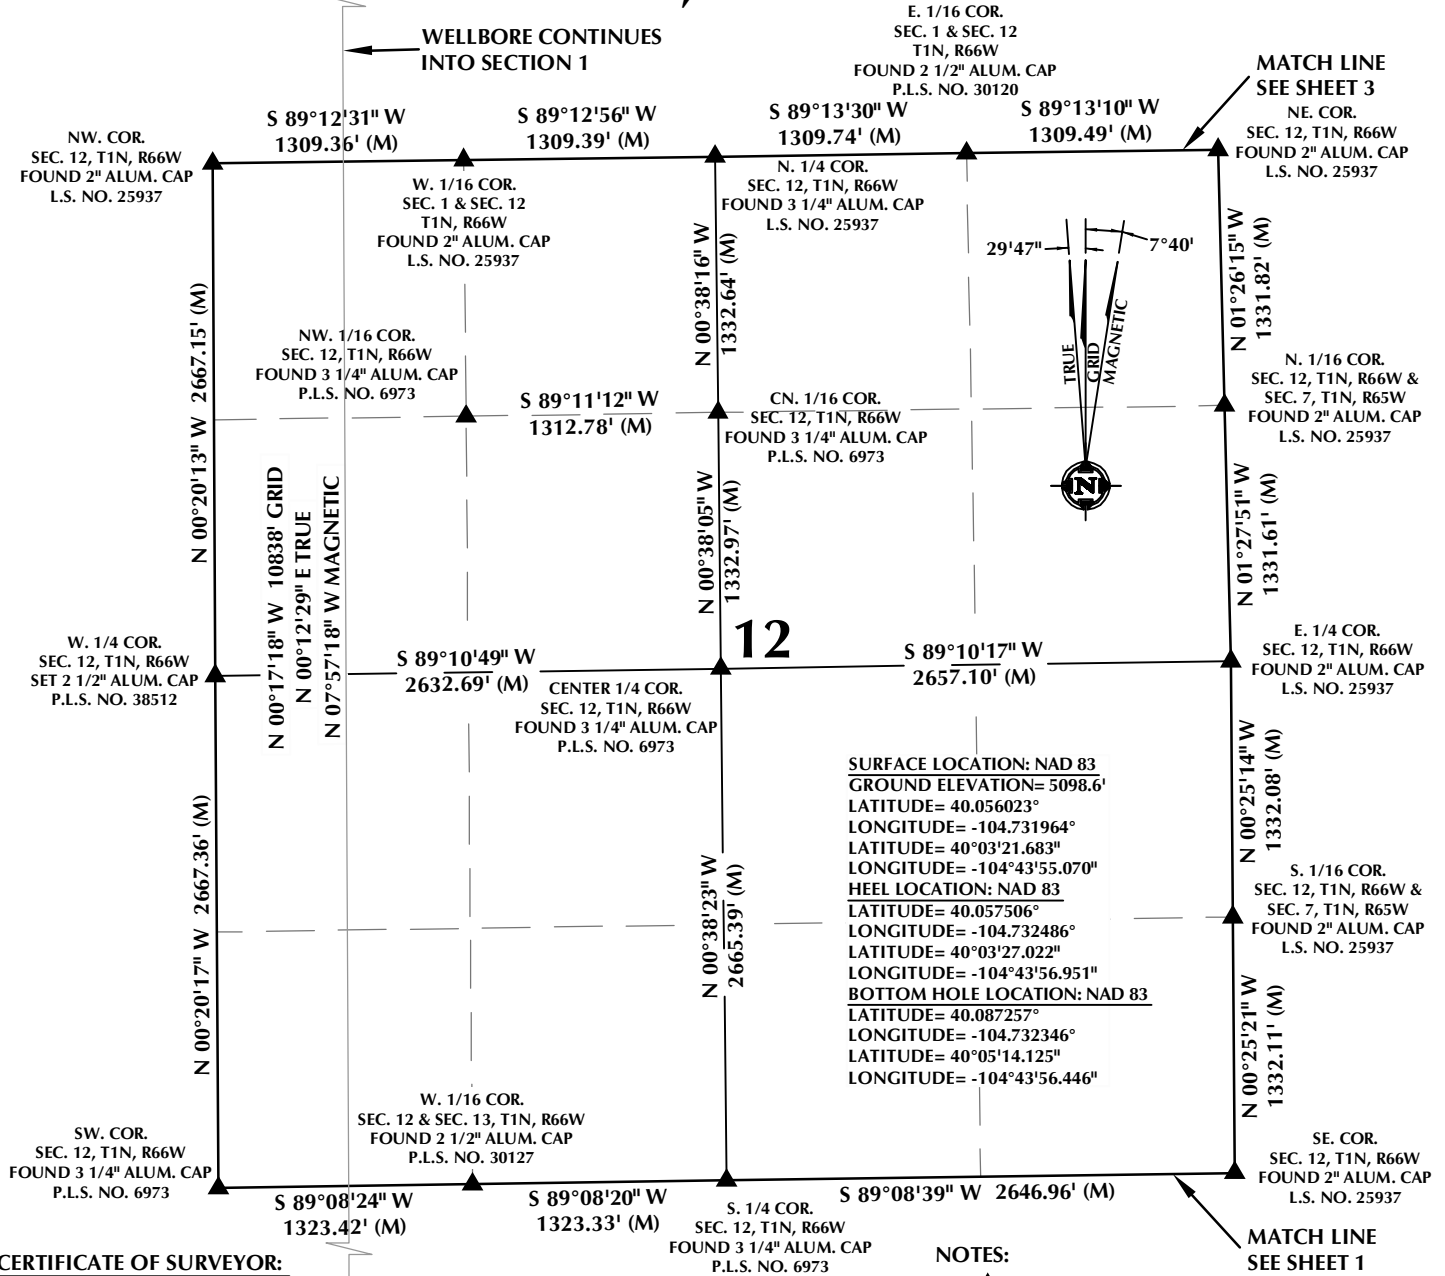 WELLBORE CONTINUES
INTO SECTION 1
E. 1/16 COR.
SEC. 1 & SEC. 12
T1N, R66W
FOUND 2 1/2" ALUM. CAP
P.L.S. NO. 30120
MATCH LINE
SEE SHEET 3
NW. COR.
SEC. 12, T1N, R66W
FOUND 2" ALUM. CAP
L.S. NO. 25937
S 89°12'31" W
1309.36' (M)
S 89°12'56" W
1309.39' (M)
S 89°13'30" W
1309.74' (M)
S 89°13'10" W
1309.49' (M)
NE. COR.
SEC. 12, T1N, R66W
FOUND 2" ALUM. CAP
L.S. NO. 25937
W. 1/16 COR.
SEC. 1 & SEC. 12
T1N, R66W
FOUND 2" ALUM. CAP
L.S. NO. 25937
N. 1/4 COR.
SEC. 12, T1N, R66W
FOUND 3 1/4" ALUM. CAP
L.S. NO. 25937
N 00°20'13" W 2667.15' (M)
N 00°38'16" W
1332.64' (M)
29'47"
7°40'
TRUE
GRID
MAGNETIC
N
N 01°26'15" W
1331.82' (M)
NW. 1/16 COR.
SEC. 12, T1N, R66W
FOUND 3 1/4" ALUM. CAP
P.L.S. NO. 6973
S 89°11'12" W
1312.78' (M)
CN. 1/16 COR.
SEC. 12, T1N, R66W
FOUND 3 1/4" ALUM. CAP
P.L.S. NO. 6973
N. 1/16 COR.
SEC. 12, T1N, R66W &
SEC. 7, T1N, R65W
FOUND 2" ALUM. CAP
L.S. NO. 25937
N 00°17'18" W 10838' GRID
N 00°12'29" E TRUE
N 07°57'18" W MAGNETIC
N 00°38'05" W
1332.97' (M)
N 01°27'51" W
1331.61' (M)
W. 1/4 COR.
SEC. 12, T1N, R66W
SET 2 1/2" ALUM. CAP
P.L.S. NO. 38512
S 89°10'49" W
2632.69' (M)
12
CENTER 1/4 COR.
SEC. 12, T1N, R66W
FOUND 3 1/4" ALUM. CAP
P.L.S. NO. 6973
S 89°10'17" W
2657.10' (M)
E. 1/4 COR.
SEC. 12, T1N, R66W
FOUND 2" ALUM. CAP
L.S. NO. 25937
N 00°20'17" W 2667.36' (M)
N 00°38'23" W
2665.39' (M)
SURFACE LOCATION: NAD 83
GROUND ELEVATION= 5098.6'
LATITUDE= 40.056023°
LONGITUDE= -104.731964°
LATITUDE= 40°03'21.683"
LONGITUDE= -104°43'55.070"
HEEL LOCATION: NAD 83
LATITUDE= 40.057506°
LONGITUDE= -104.732486°
LATITUDE= 40°03'27.022"
LONGITUDE= -104°43'56.951"
BOTTOM HOLE LOCATION: NAD 83
LATITUDE= 40.087257°
LONGITUDE= -104.732346°
LATITUDE= 40°05'14.125"
LONGITUDE= -104°43'56.446"
N 00°25'14" W
1332.08' (M)
S. 1/16 COR.
SEC. 12, T1N, R66W &
SEC. 7, T1N, R65W
FOUND 2" ALUM. CAP
L.S. NO. 25937
N 00°25'21" W
1332.11' (M)
SW. COR.
SEC. 12, T1N, R66W
FOUND 3 1/4" ALUM. CAP
P.L.S. NO. 6973
W. 1/16 COR.
SEC. 12 & SEC. 13, T1N, R66W
FOUND 2 1/2" ALUM. CAP
P.L.S. NO. 30127
SE. COR.
SEC. 12, T1N, R66W
FOUND 2" ALUM. CAP
L.S. NO. 25937
S 89°08'24" W
1323.42' (M)
S 89°08'20" W
1323.33' (M)
S. 1/4 COR.
SEC. 12, T1N, R66W
FOUND 3 1/4" ALUM. CAP
P.L.S. NO. 6973
S 89°08'39" W 2646.96' (M)
MATCH LINE
SEE SHEET 1
CERTIFICATE OF SURVEYOR:
NOTES: